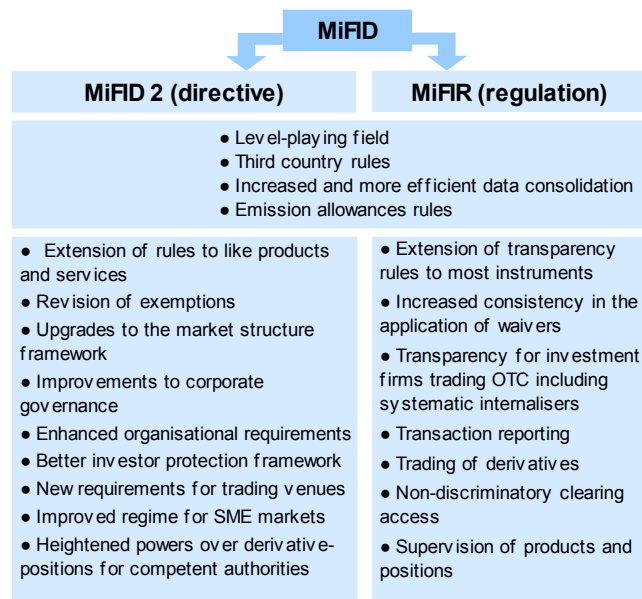 MiFID
MiFID 2 (directive)
MiFIR (regulation)
● Level-playing field
● Third country rules
● Increased and more efficient data consolidation
● Emission allowances rules
● Extension of rules to like products
and services
● Revision of exemptions
● Upgrades to the market structure
framework
● Improvements to corporate
governance
● Enhanced organisational requirements
● Better investor protection framework
● New requirements for trading venues
● Improved regime for SME markets
● Heightened powers over derivative-
positions for competent authorities
● Extension of transparency
rules to most instruments
● Increased consistency in the
application of waivers
● Transparency for investment
firms trading OTC including
systematic internalisers
● Transaction reporting
● Trading of derivatives
● Non-discriminatory clearing
access
● Supervision of products and
positions